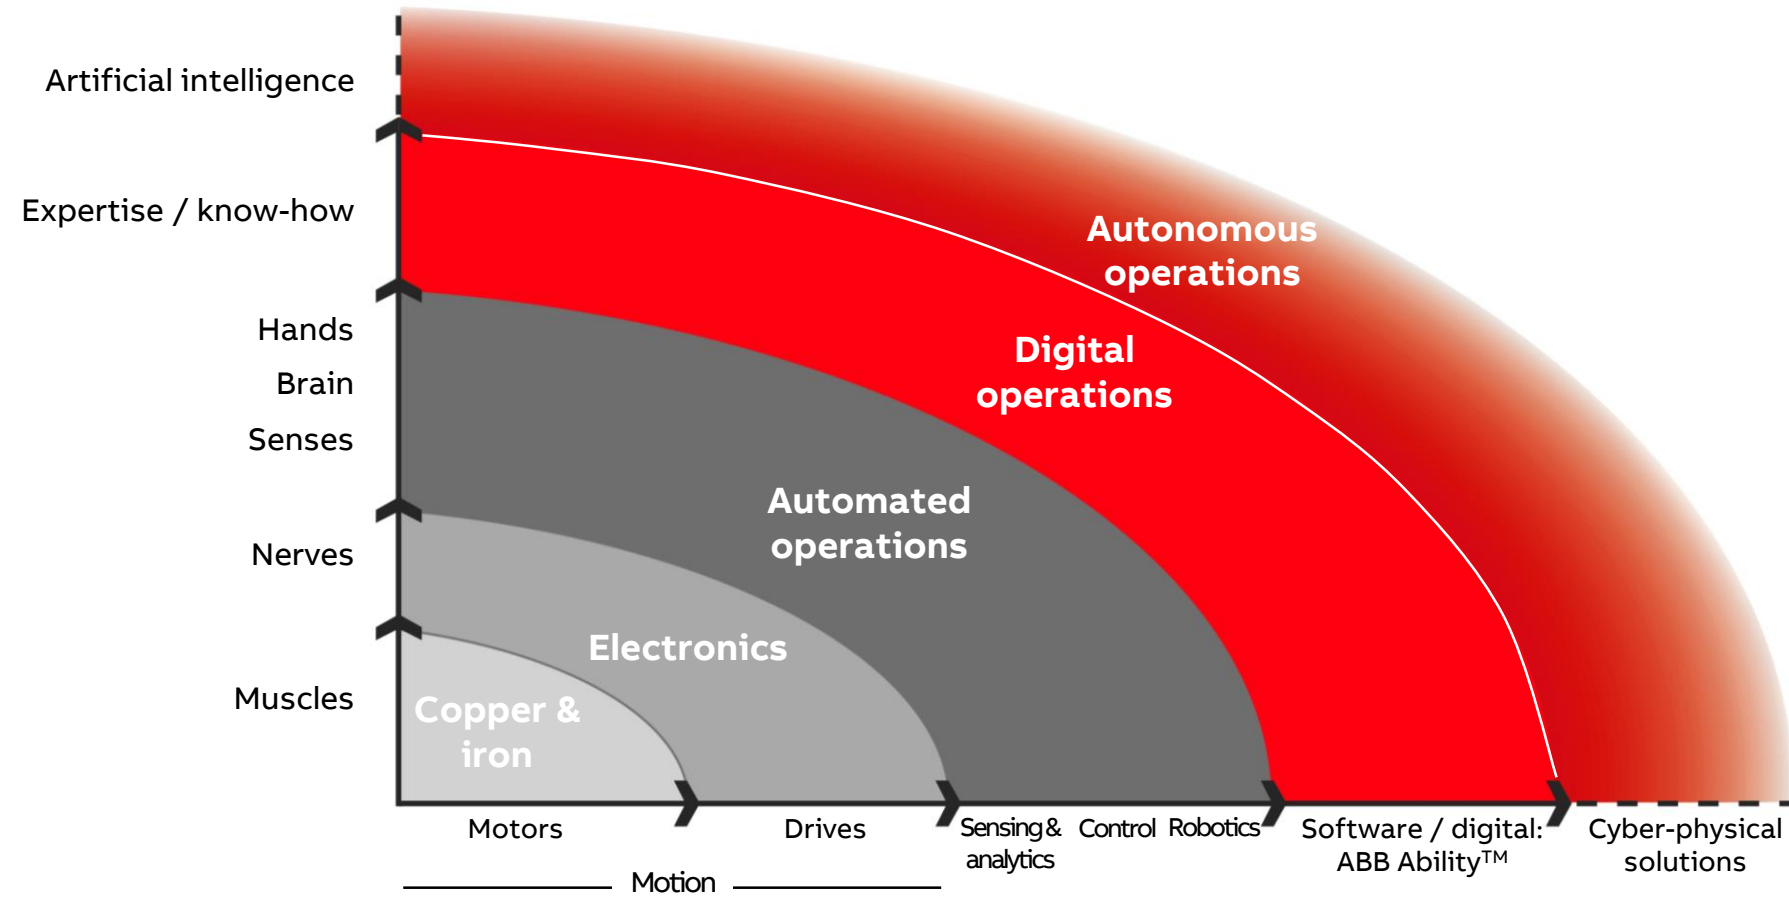 Artificial intelligence
Expertise / know-how
Hands
Brain
Senses
Nerves
Muscles
Autonomous
operations
Digital
operations
Automated
operations
Electronics
Copper &
iron
Motors
Drives
Sensing &
analytics
Control
Robotics
Software / digital:
ABB Ability™
Cyber-physical
solutions
Motion